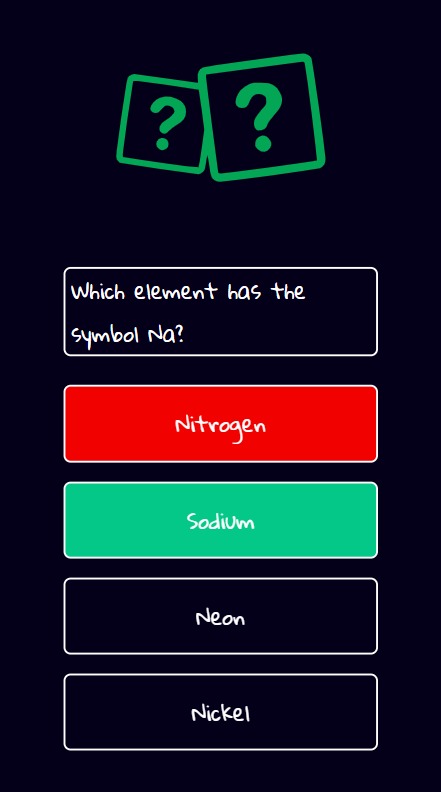 ? ?
Which element has the
symbol Na?
Nitrogen
Sodium
Neon
Nickel